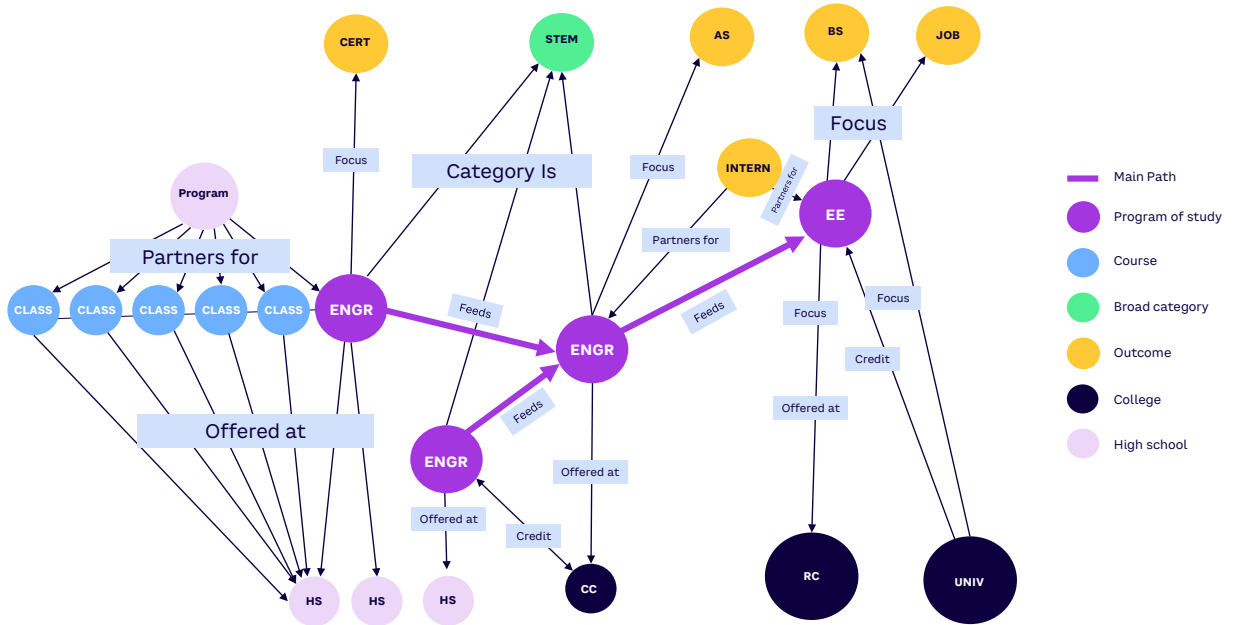 CERT
STEM
AS
BS
JOB
Focus
Focus
Category Is
Focus
INTERN
Partners for
Program
EE
Partners for
Partners for
CLASS
CLASS
CLASS
CLASS
CLASS
ENGR
Feeds
ENGR
Feeds
Focus
Focus
Credit
Feeds
Offered at
Offered at
ENGR
Offered at
Offered at
Credit
HS
HS
HS
CC
RC
UNIV
Main Path
Program of study
Course
Broad category
Outcome
College
High school